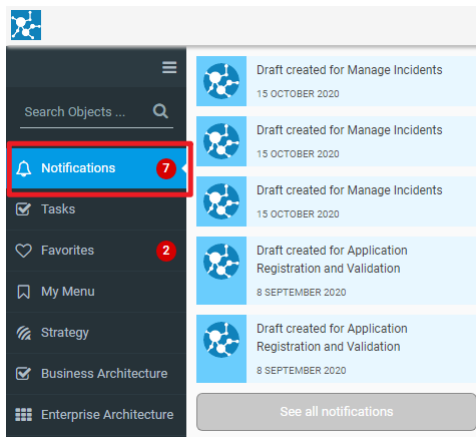 Search Objects ...
Notifications 7
Tasks
Favorites 2
My Menu
Strategy
Business Architecture
Enterprise Architecture
Draft created for Manage Incidents
15 OCTOBER 2020
Draft created for Manage Incidents
15 OCTOBER 2020
Draft created for Manage Incidents
15 OCTOBER 2020
Draft created for Application
Registration and Validation
8 SEPTEMBER 2020
Draft created for Application
Registration and Validation
8 SEPTEMBER 2020
See all notifications